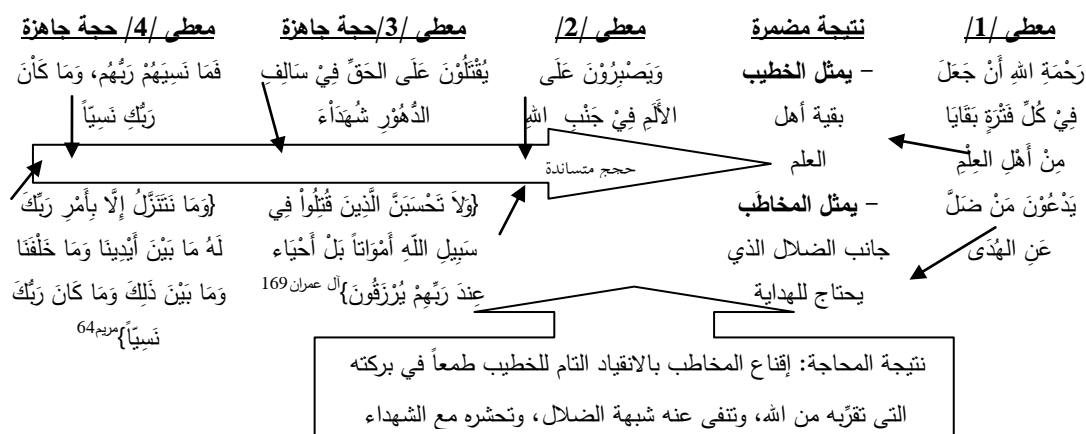 معطى /1/
رَحْمَةِ اللهِ أَنْ جَعَلَ
فِيْ كُلِّ فَتْرَةٍ بَقَايَا
مِنْ أَهْلِ العِلْمِ
يَدْعُوْنَ مَنْ ضَلَّ
عَنِ الهُدَى
نتيجة مضمرة
– يمثل الخطيب
بقية أهل
العلم
– يمثل المخاطَب
جانب الضلال الذي
يحتاج للهداية
معطى /2/
وَيَصْبِرُوْنَ عَلَى
الأَلَمِ فِيْ جَنْبِ اللهِ
معطى /3/حجة جاهزة
يُقْتَلُوْنَ عَلَى الحَقِّ فِيْ سَالِفِ
الدُّهُوْرِ شُهَدَاْءَ
معطى /4/ حجة جاهزة
فَمَا نَسِيَهُمْ رَبُّهُم، وَمَا كَاْنَ
رَبُّكِ نَسِيّاً
حجج متساندة
{وَلاَ تَحْسَبَنَّ الَّذِينَ قُتِلُواْ فِي
سَبِيلِ اللّهِ أَمْوَاتاً بَلْ أَحْيَاء
عِندَ رَبِّهِمْ يُرْزَقُونَ}آل عمران169
{وَمَا نَتَنَزَّلُ إِلَّا بِأَمْرِ رَبِّكَ
لَهُ مَا بَيْنَ أَيْدِينَا وَمَا خَلْفَنَا
وَمَا بَيْنَ ذَلِكَ وَمَا كَانَ رَبُّكَ
نَسِيّاً}مريم64
نتيجة المحاجة: إقناع المخاطب بالانقياد التام للخطيب طمعاً في بركته
التي تقرِّبه من الله، وتنفي عنه شبهة الضلال، وتحشره مع الشهداء